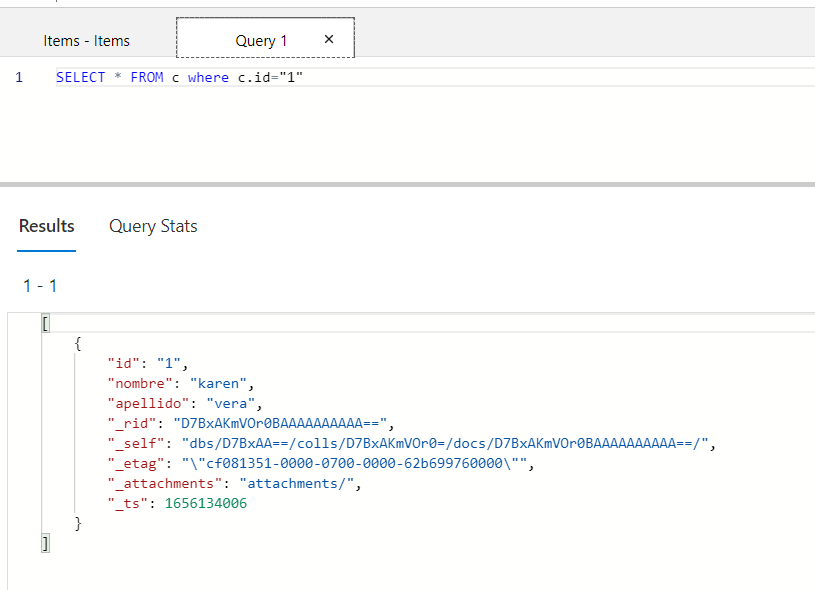 Items - Items
Query 1 ✕
1 SELECT * FROM c where c.id="1"
Results Query Stats
1 - 1
[
{
"id": "1",
"nombre": "karen",
"apellido": "vera",
"_rid": "D7BxAKmVOr0BAAAAAAAAAA==",
"_self": "dbs/D7BxAA==/colls/D7BxAKmVOr0=/docs/D7BxAKmVOr0BAAAAAAAAAA==/",
"_etag": "\"cf081351-0000-0700-0000-62b699760000\"",
"_attachments": "attachments/",
"_ts": 1656134006
}
]